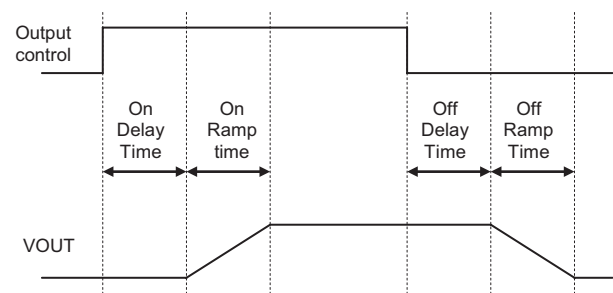 Output
control
On
Delay
Time
On
Ramp
time
Off
Delay
Time
Off
Ramp
Time
VOUT